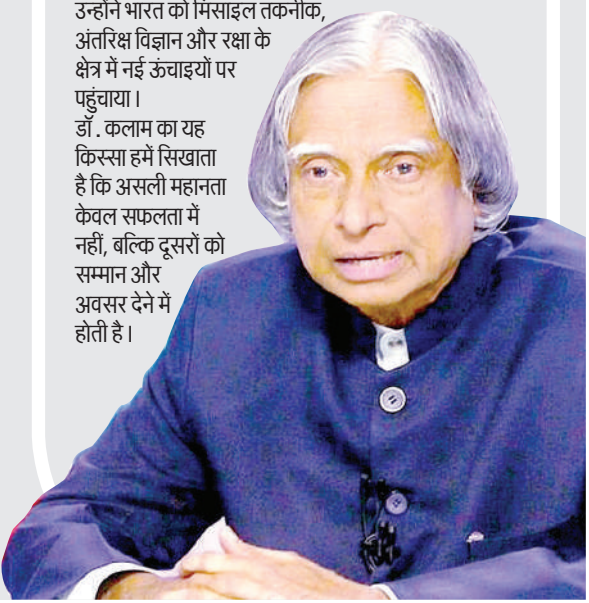 उन्होंने भारत को मिसाइल तकनीक,
अंतरिक्ष विज्ञान और रक्षा के
क्षेत्र में नई ऊंचाइयों पर
पहुंचाया।
डॉ. कलाम का यह
किस्सा हमें सिखाता
है कि असली महानता
केवल सफलता में
नहीं, बल्कि दूसरों को
सम्मान और
अवसर देने में
होती है।